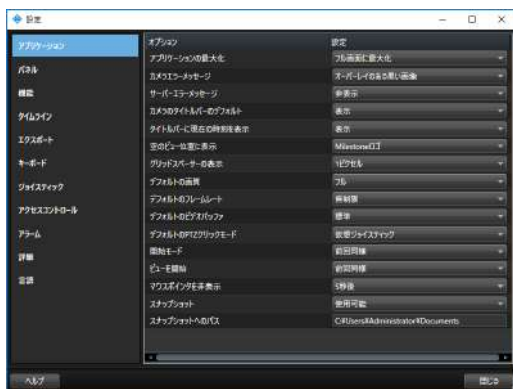 設定
アプリケーション
パネル
機能
タイムライン
エクスポート
キーボード
ジョイスティック
アクセスコントロール
アラーム
詳細
言語
オプション 設定
アプリケーションの最大化 フル画面に最大化
カメラエラーメッセージ オーバーレイのある黒い画像
サーバーエラーメッセージ 非表示
カメラのタイトルバーのデフォルト 表示
タイトルバーに現在の時刻を表示 表示
空のビュー位置に表示 Milestoneロゴ
グリッドスペーサーの表示 1ピクセル
デフォルトの画質 フル
デフォルトのフレームレート 無制限
デフォルトのビデオバッファ 標準
デフォルトのPTZクリックモード 仮想ジョイスティック
開始モード 前回同様
ビューを開始 前回同様
マウスポインタを非表示 5秒後
スナップショット 使用可能
スナップショットへのパス C:¥Users¥Administrator¥Documents
ヘルプ 閉じる